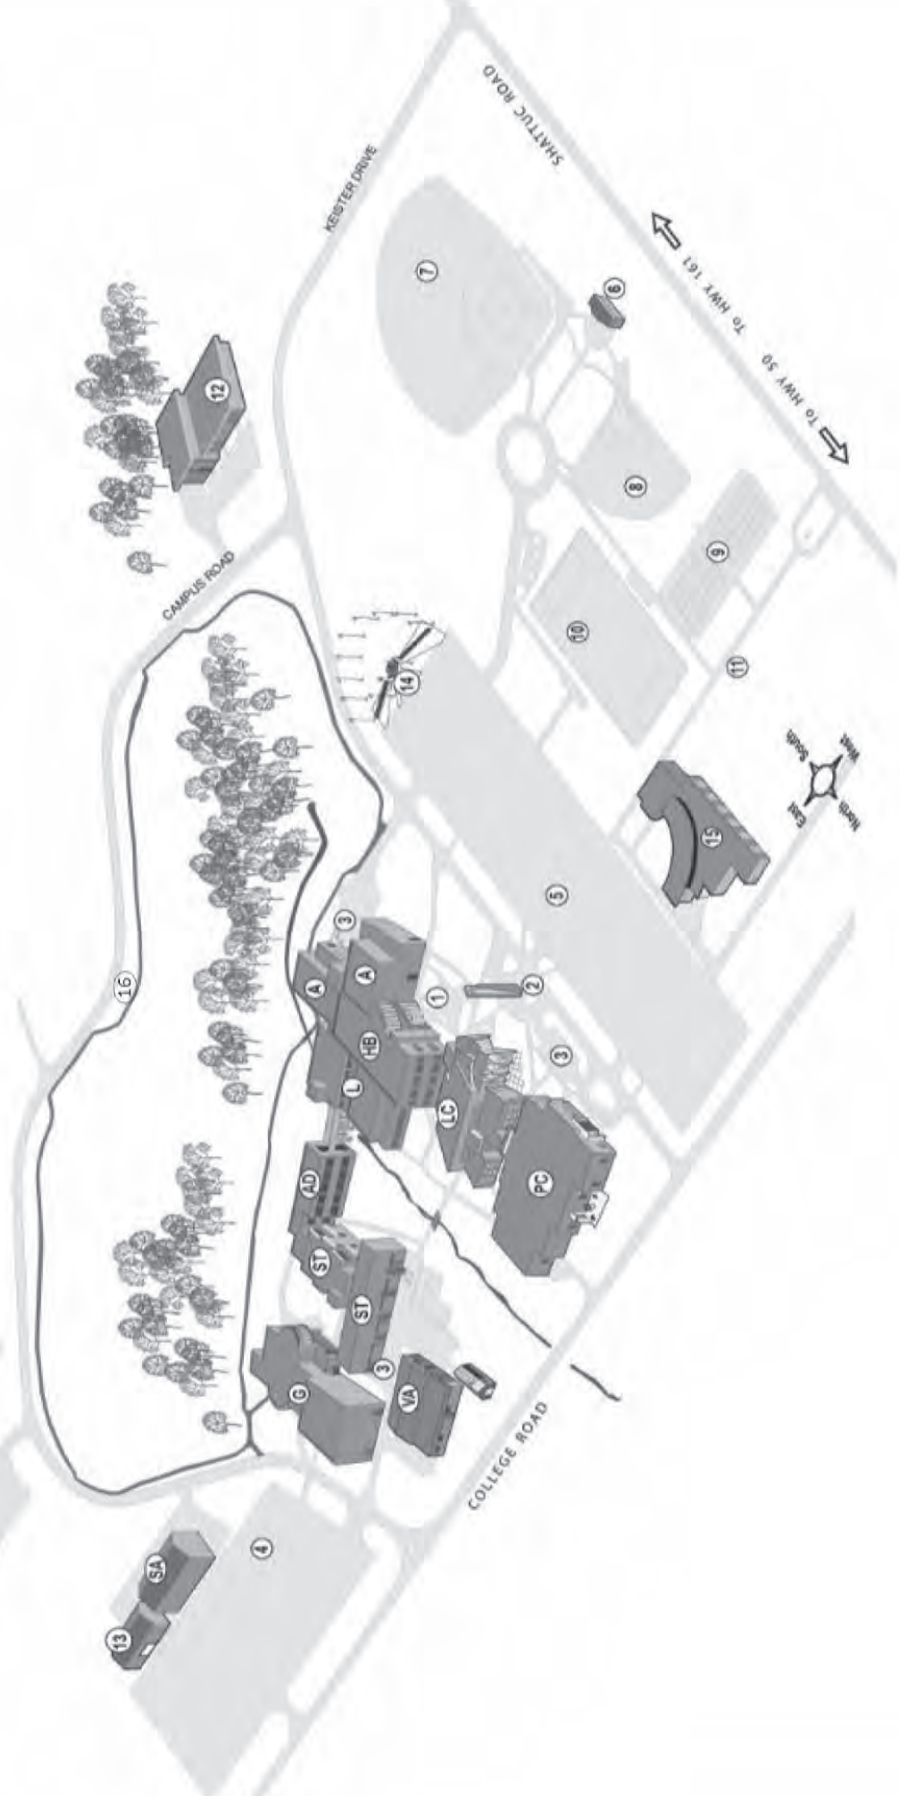 SHATTUC ROAD
KEISTER DRIVE
To HWY 161
To HWY 50
CAMPUS ROAD
COLLEGE ROAD
7
6
12
8
9
10
11
14
South
West
East
North
15
5
16
3
A
A
1
2
HB
3
L
LC
PC
AD
ST
ST
3
G
VA
4
SA
13